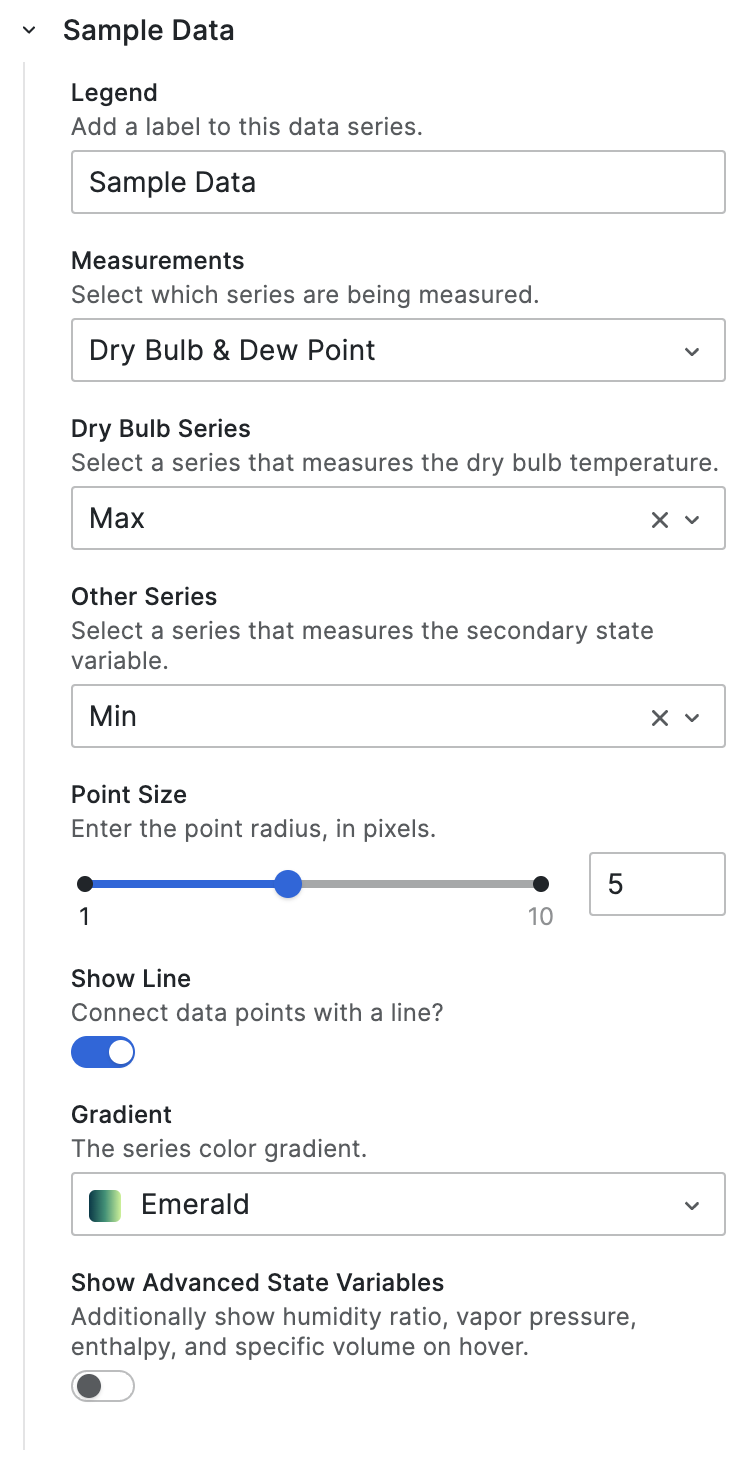 Sample Data
Legend
Add a label to this data series.
Sample Data
Measurements
Select which series are being measured.
Dry Bulb & Dew Point
Dry Bulb Series
Select a series that measures the dry bulb temperature.
Max
Other Series
Select a series that measures the secondary state
variable.
Min
Point Size
Enter the point radius, in pixels.
5
1 10
Show Line
Connect data points with a line?
Gradient
The series color gradient.
Emerald
Show Advanced State Variables
Additionally show humidity ratio, vapor pressure,
enthalpy, and specific volume on hover.